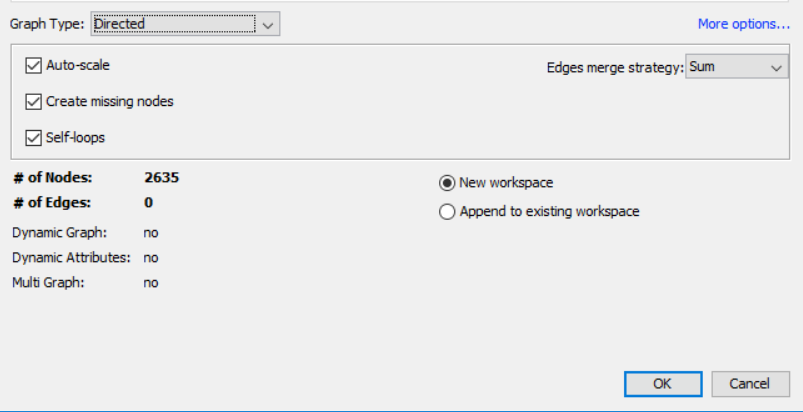 Graph Type: Directed More options...
Auto-scale Edges merge strategy: Sum
Create missing nodes
Self-loops
# of Nodes: 2635 New workspace
# of Edges: 0 Append to existing workspace
Dynamic Graph: no
Dynamic Attributes: no
Multi Graph: no
OK Cancel